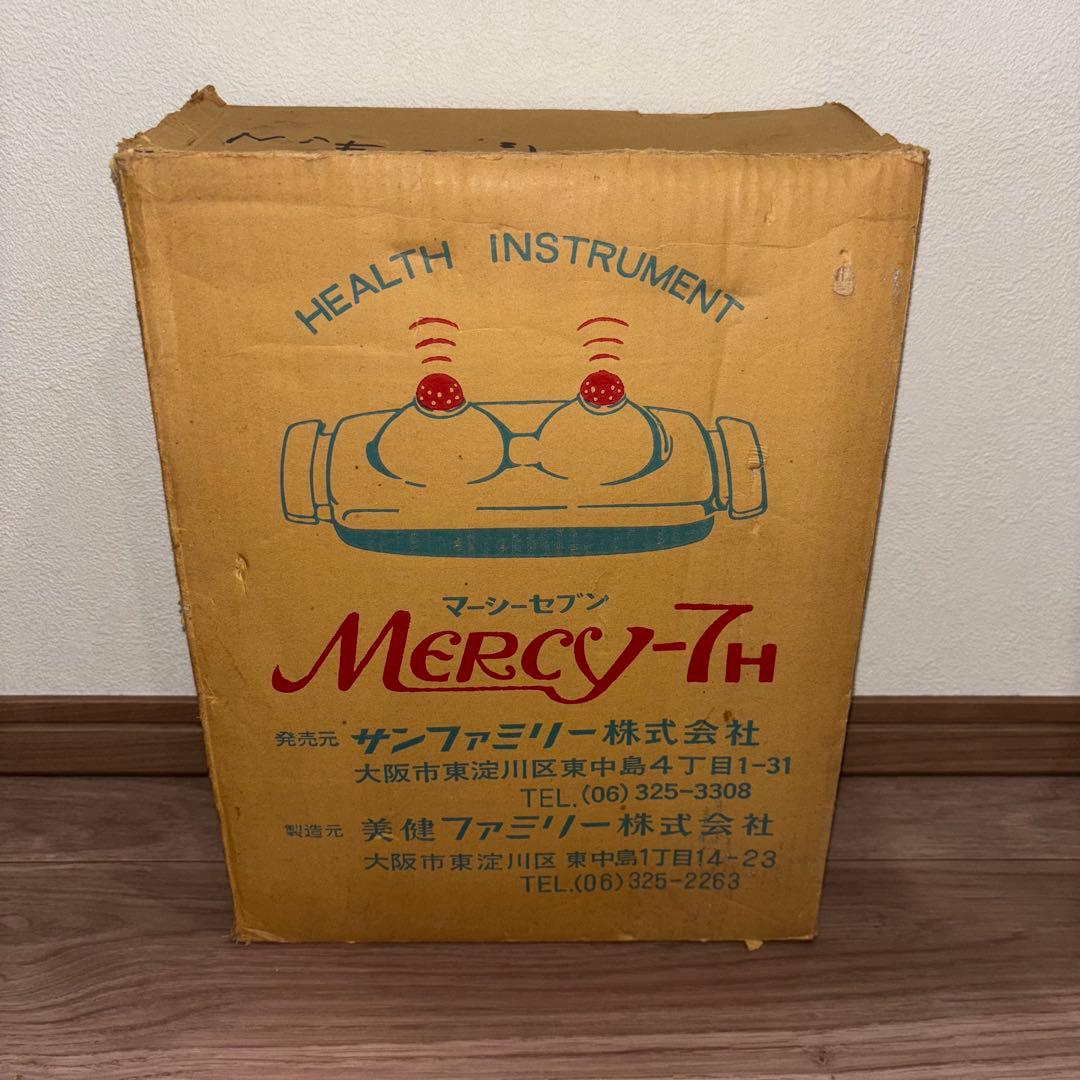 HEALTH INSTRUMENT
マーシーセブン
MERCY-7H
発売元 サンファミリー株式会社
大阪市東淀川区東中島4丁目1-31
TEL.(06)325-3308
製造元 美健ファミリー株式会社
大阪市東淀川区東中島1丁目14-23
TEL.(06)325-2263